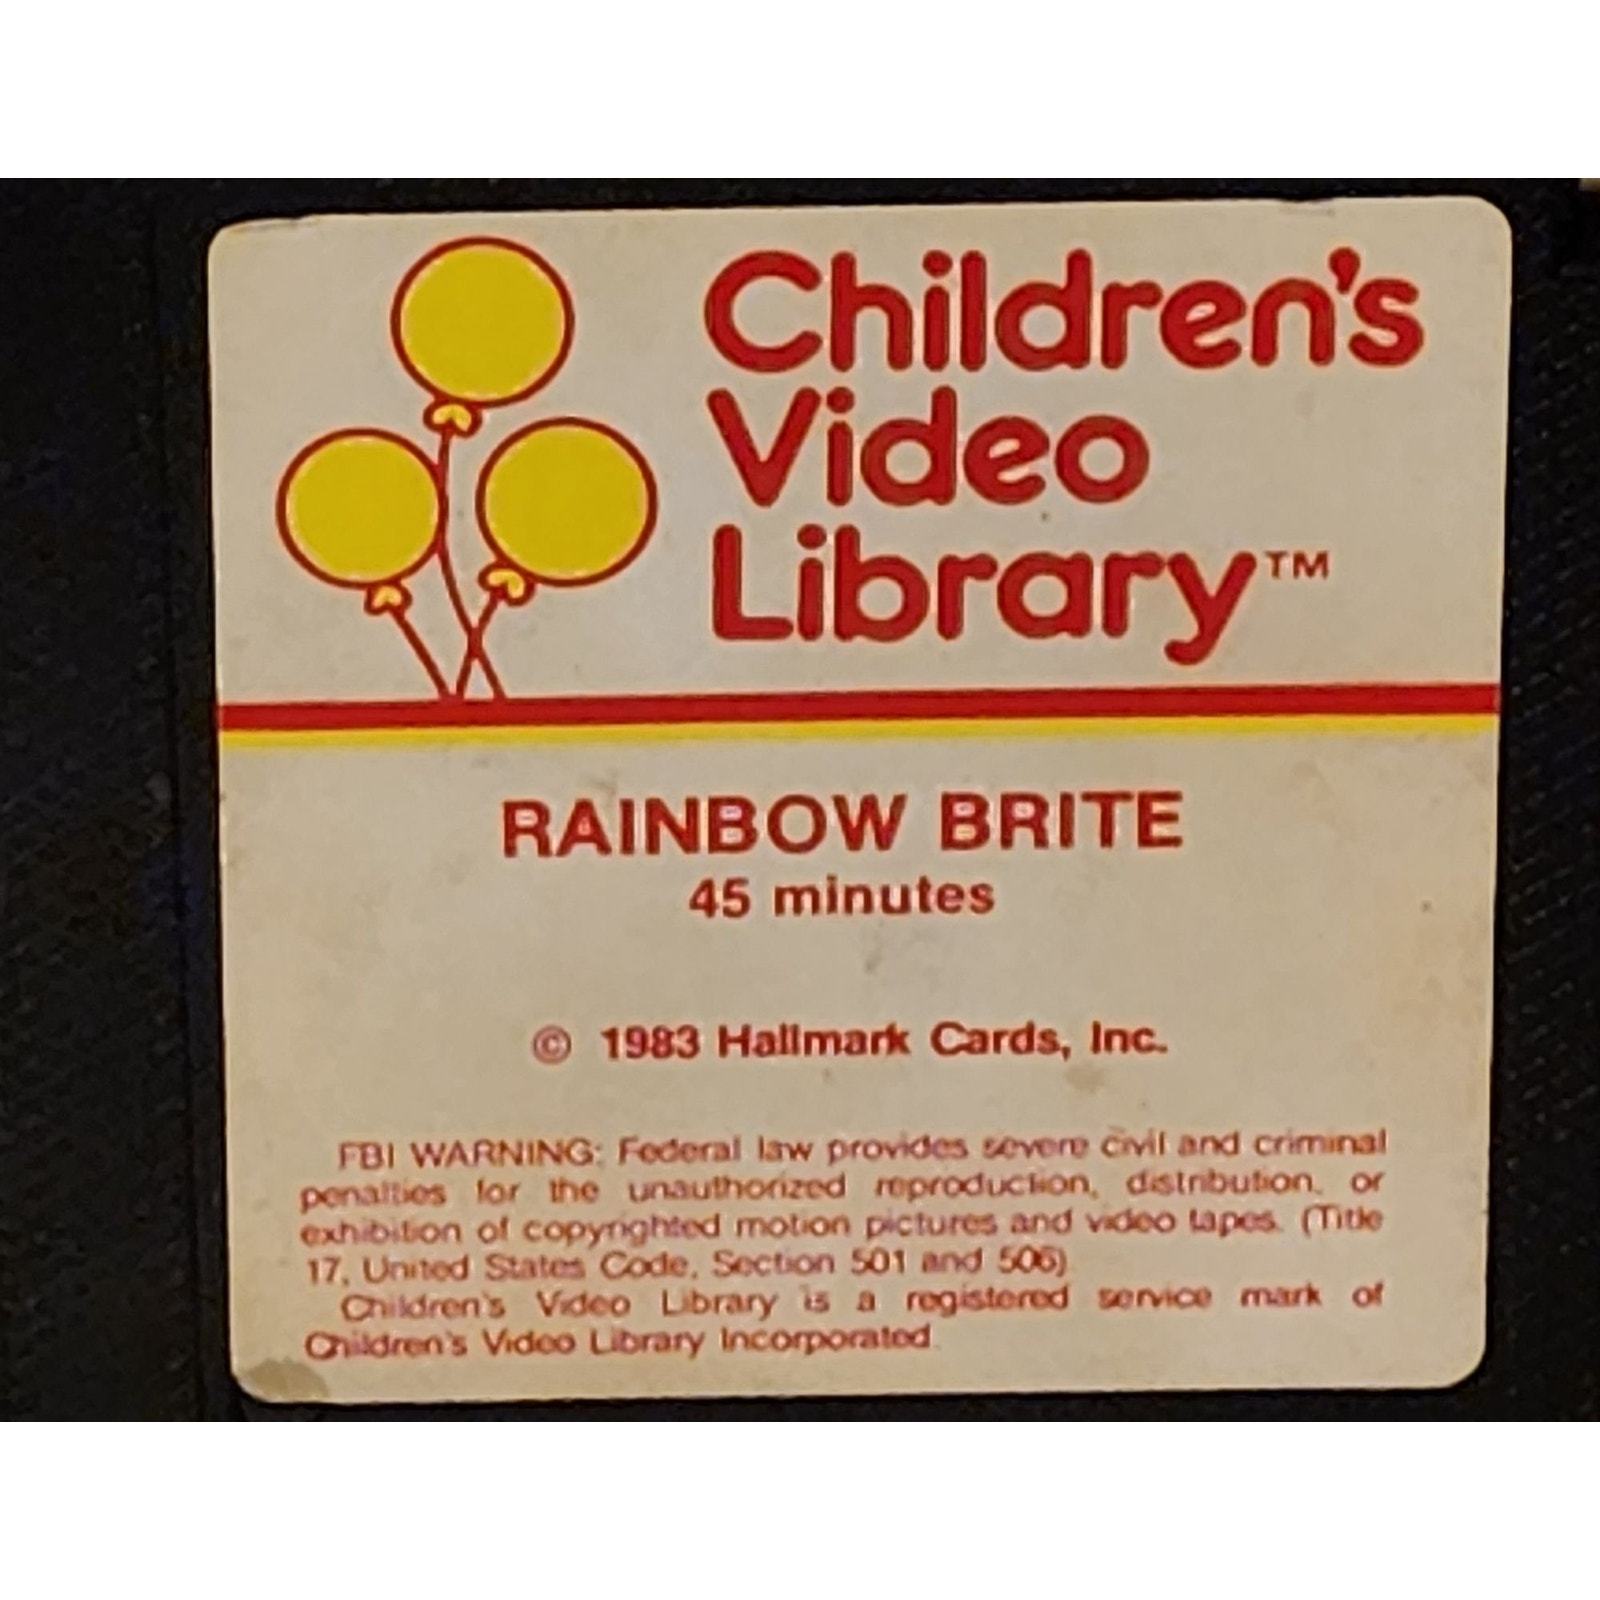 Children's
Video
Library™
RAINBOW BRITE
45 minutes
© 1983 Hallmark Cards, Inc.
FBI WARNING: Federal law provides severe civil and criminal
penalties for the unauthorized reproduction, distribution, or
exhibition of copyrighted motion pictures and video tapes. (Title
17, United States Code, Section 501 and 506)
Children's Video Library is a registered service mark of
Children's Video Library Incorporated.